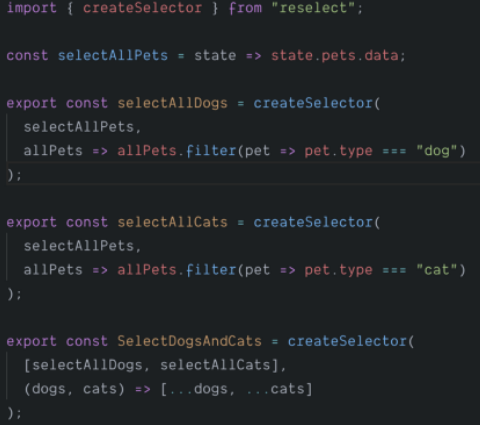 import { createSelector } from "reselect";
const selectAllPets = state => state.pets.data;
export const selectAllDogs = createSelector(
selectAllPets,
allPets => allPets.filter(pet => pet.type === "dog")
);
export const selectAllCats = createSelector(
selectAllPets,
allPets => allPets.filter(pet => pet.type === "cat")
);
export const SelectDogsAndCats = createSelector(
[selectAllDogs, selectAllCats],
(dogs, cats) => [...dogs, ...cats]
);